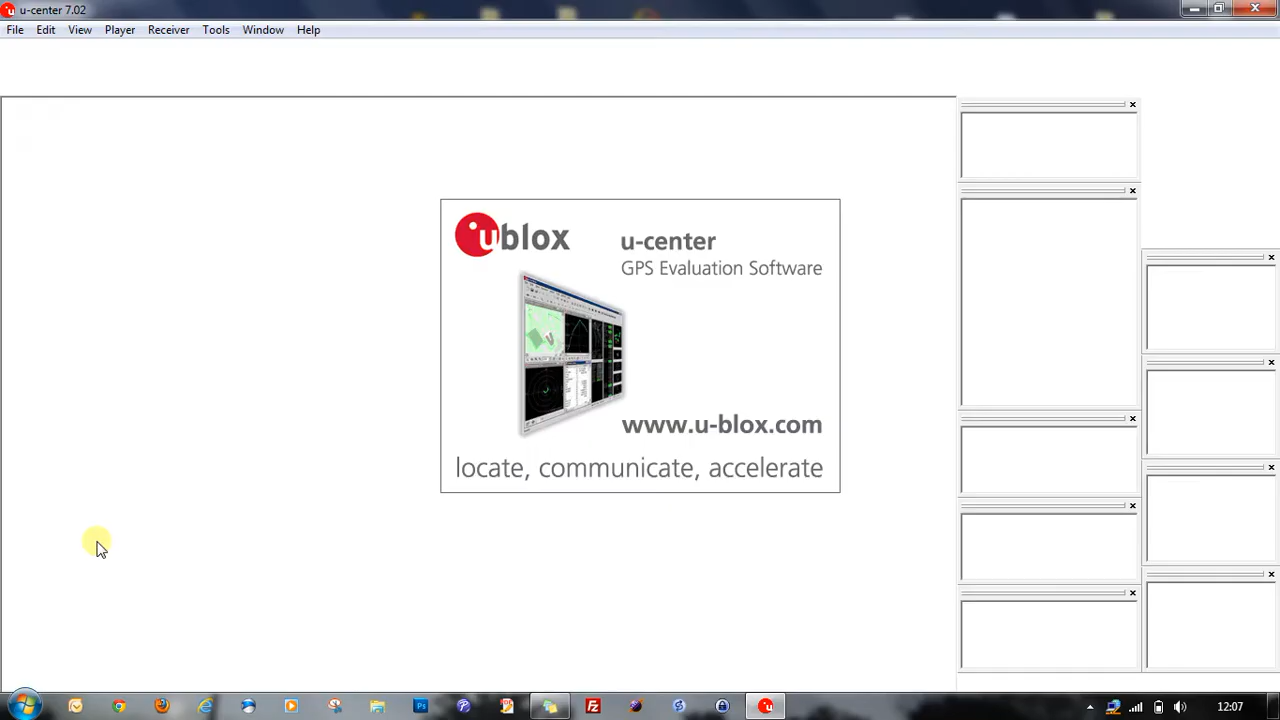 u-center 7.02
File Edit View Player Receiver Tools Window Help
ublox
u-center
GPS Evaluation Software
www.u-blox.com
locate, communicate, accelerate
12:07